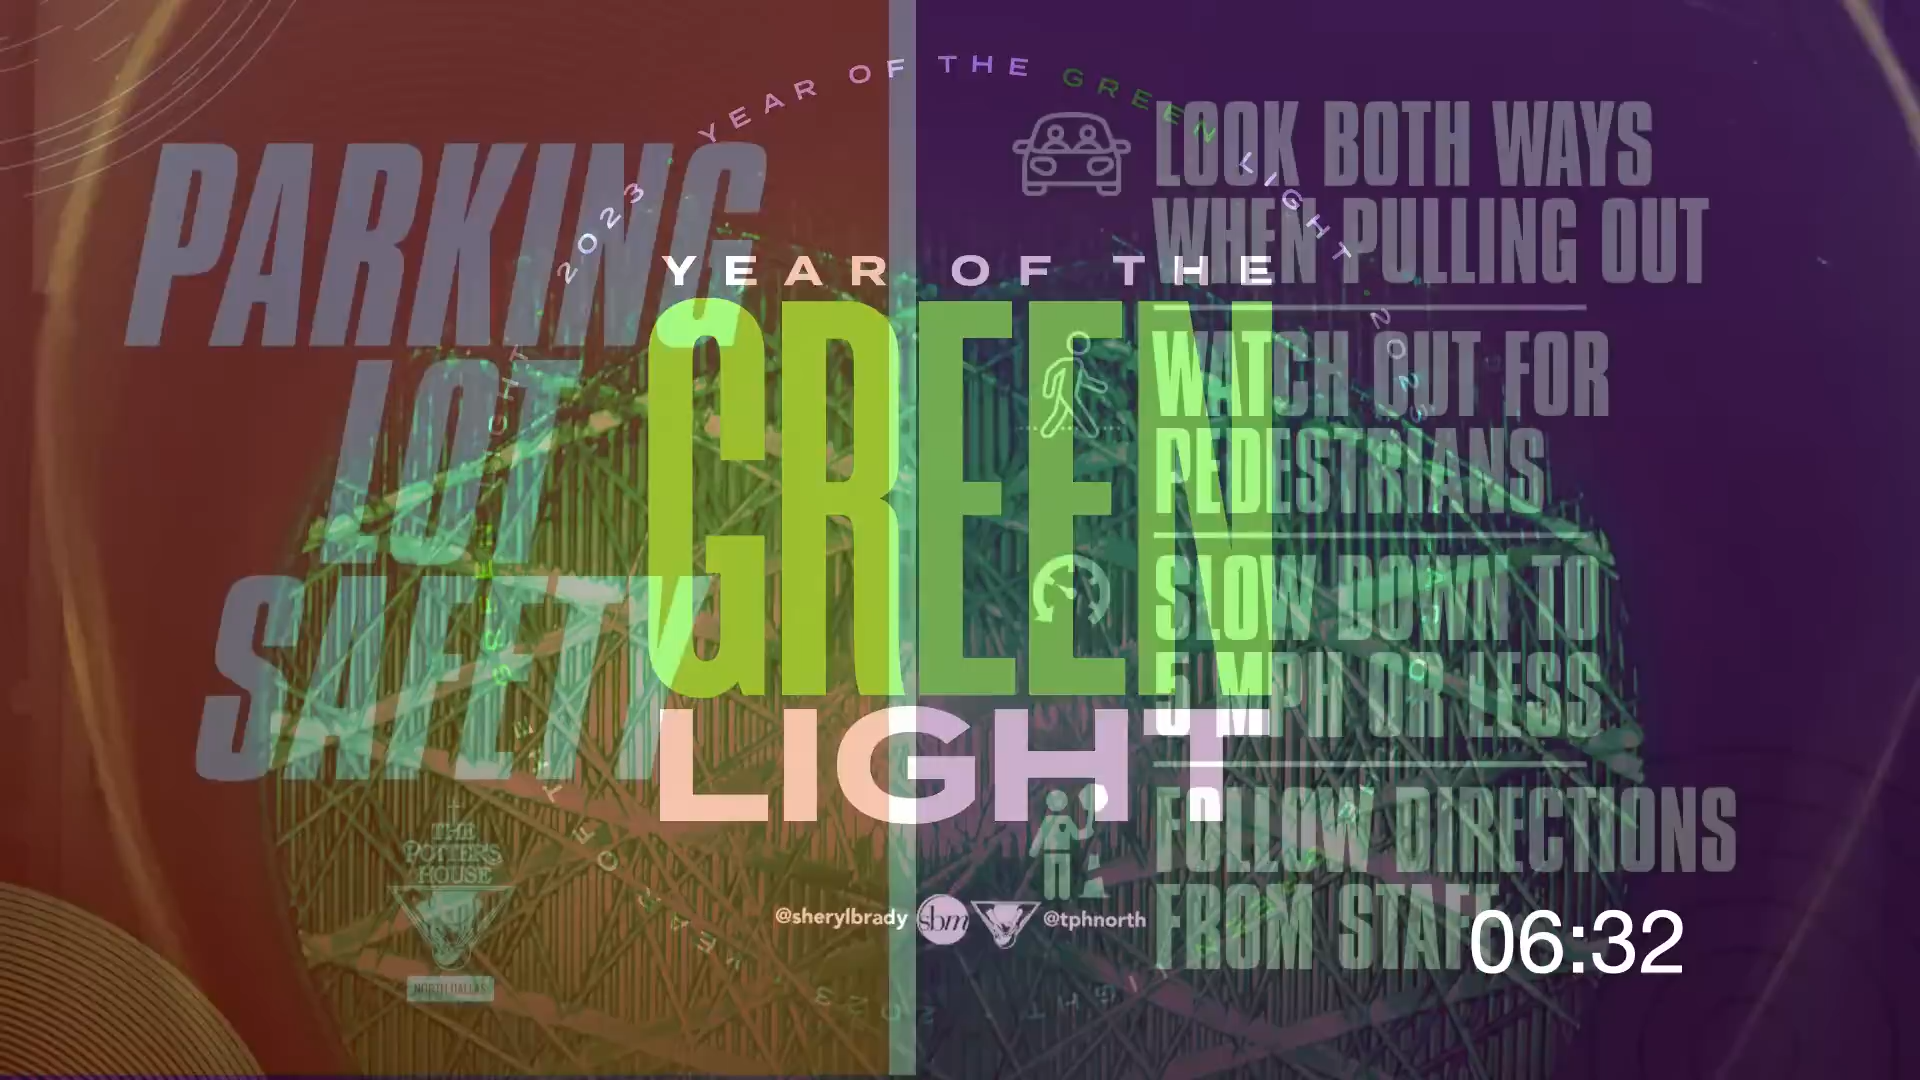 2023 • YEAR OF THE GREEN LIGHT • 2023
YEAR OF THE
GREEN
LIGHT
@sherylbrady sbm @tphnorth
PARKING
LOT
SAFETY
THE
POTTER'S
HOUSE
NORTH DALLAS
LOOK BOTH WAYS
WHEN PULLING OUT
WATCH OUT FOR
PEDESTRIANS
SLOW DOWN TO
5 MPH OR LESS
FOLLOW DIRECTIONS
FROM STAFF
06:32